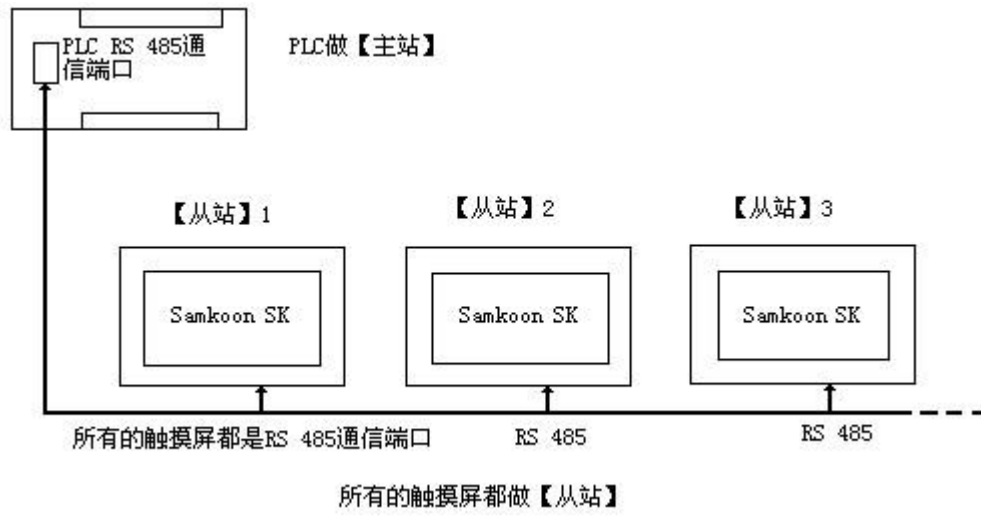 PLC RS 485通
信端口
PLC做【主站】
【从站】1
【从站】2
【从站】3
Samkoon SK
Samkoon SK
Samkoon SK
所有的触摸屏都是RS 485通信端口
RS 485
RS 485
所有的触摸屏都做【从站】